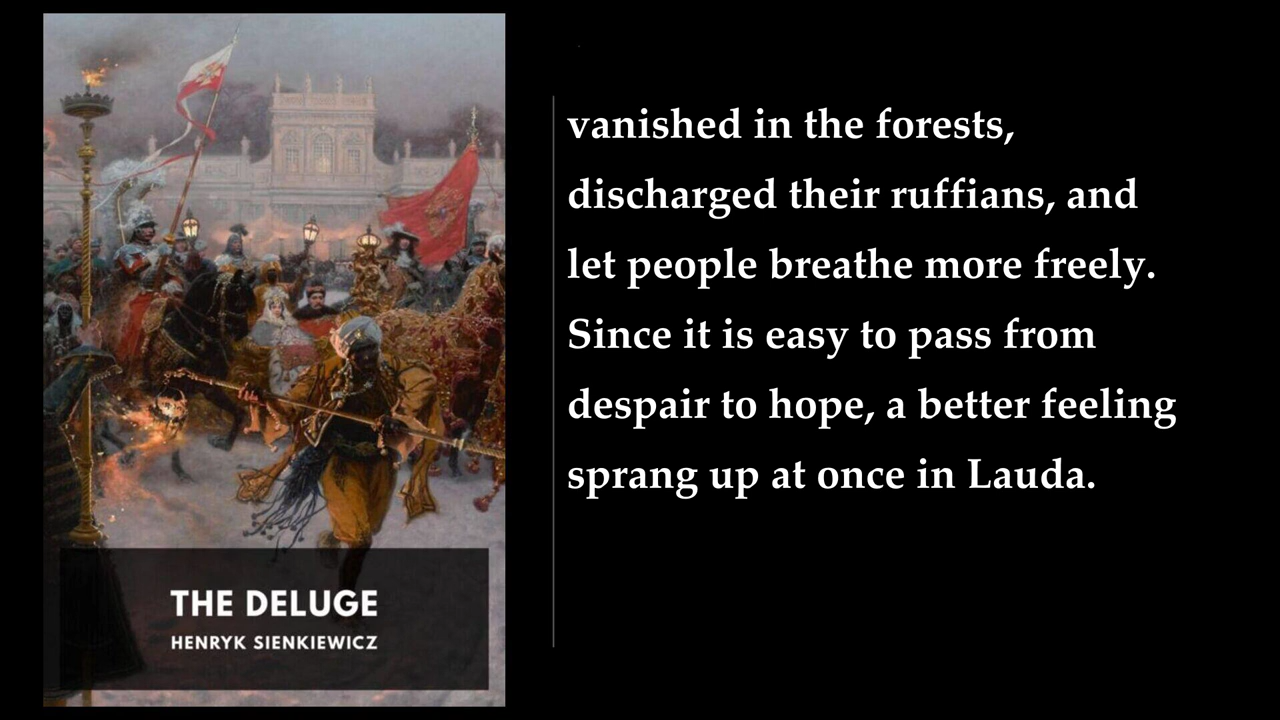 vanished in the forests,
discharged their ruffians, and
let people breathe more freely.
Since it is easy to pass from
despair to hope, a better feeling
sprang up at once in Lauda.
THE DELUGE
HENRYK SIENKIEWICZ